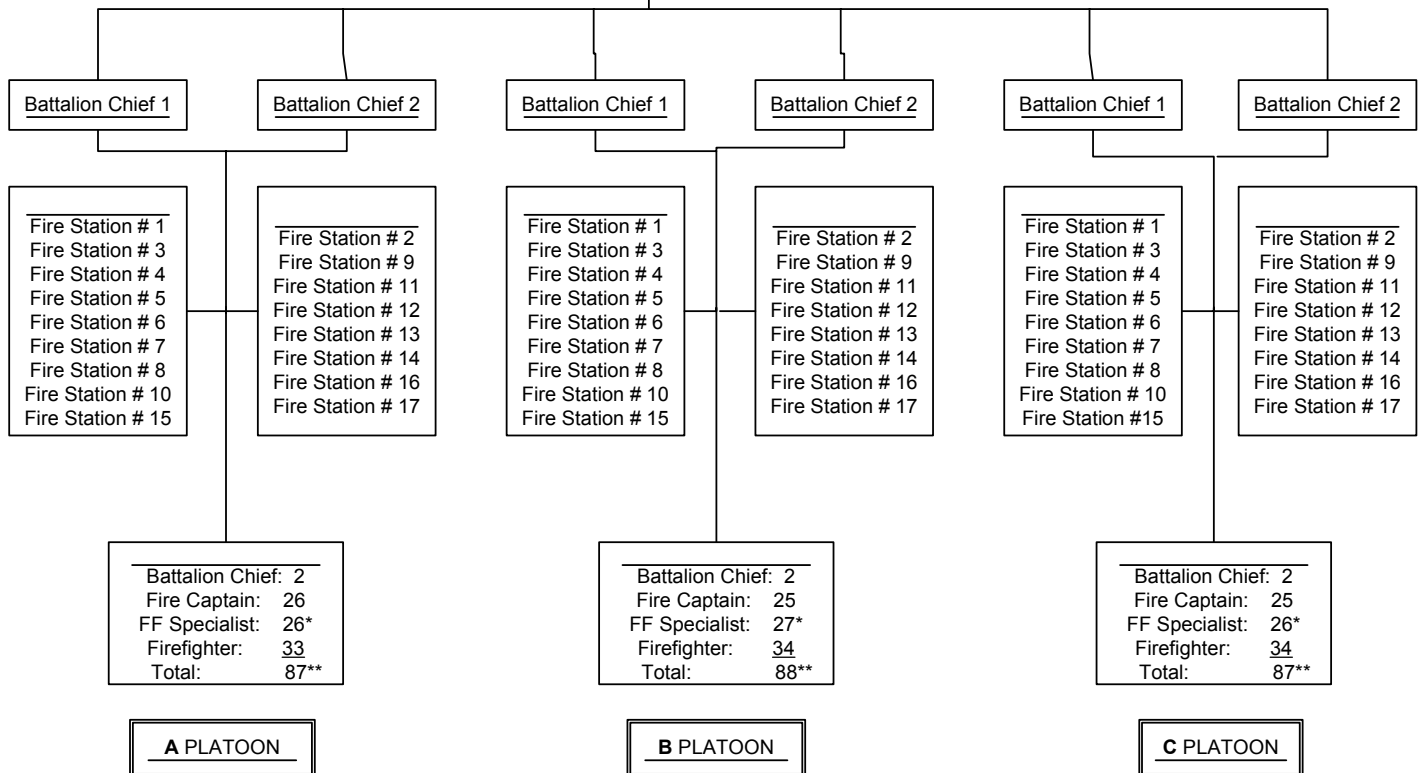 Battalion Chief 1
Battalion Chief 2
Battalion Chief 1
Battalion Chief 2
Battalion Chief 1
Battalion Chief 2
Fire Station # 1
Fire Station # 3
Fire Station # 4
Fire Station # 5
Fire Station # 6
Fire Station # 7
Fire Station # 8
Fire Station # 10
Fire Station # 15
Fire Station # 2
Fire Station # 9
Fire Station # 11
Fire Station # 12
Fire Station # 13
Fire Station # 14
Fire Station # 16
Fire Station # 17
Fire Station # 1
Fire Station # 3
Fire Station # 4
Fire Station # 5
Fire Station # 6
Fire Station # 7
Fire Station # 8
Fire Station # 10
Fire Station # 15
Fire Station # 2
Fire Station # 9
Fire Station # 11
Fire Station # 12
Fire Station # 13
Fire Station # 14
Fire Station # 16
Fire Station # 17
Fire Station # 1
Fire Station # 3
Fire Station # 4
Fire Station # 5
Fire Station # 6
Fire Station # 7
Fire Station # 8
Fire Station # 10
Fire Station #15
Fire Station # 2
Fire Station # 9
Fire Station # 11
Fire Station # 12
Fire Station # 13
Fire Station # 14
Fire Station # 16
Fire Station # 17
Battalion Chief: 2
Fire Captain: 26
FF Specialist: 26*
Firefighter: 33
Total: 87**
Battalion Chief: 2
Fire Captain: 25
FF Specialist: 27*
Firefighter: 34
Total: 88**
Battalion Chief: 2
Fire Captain: 25
FF Specialist: 26*
Firefighter: 34
Total: 87**
A PLATOON
B PLATOON
C PLATOON